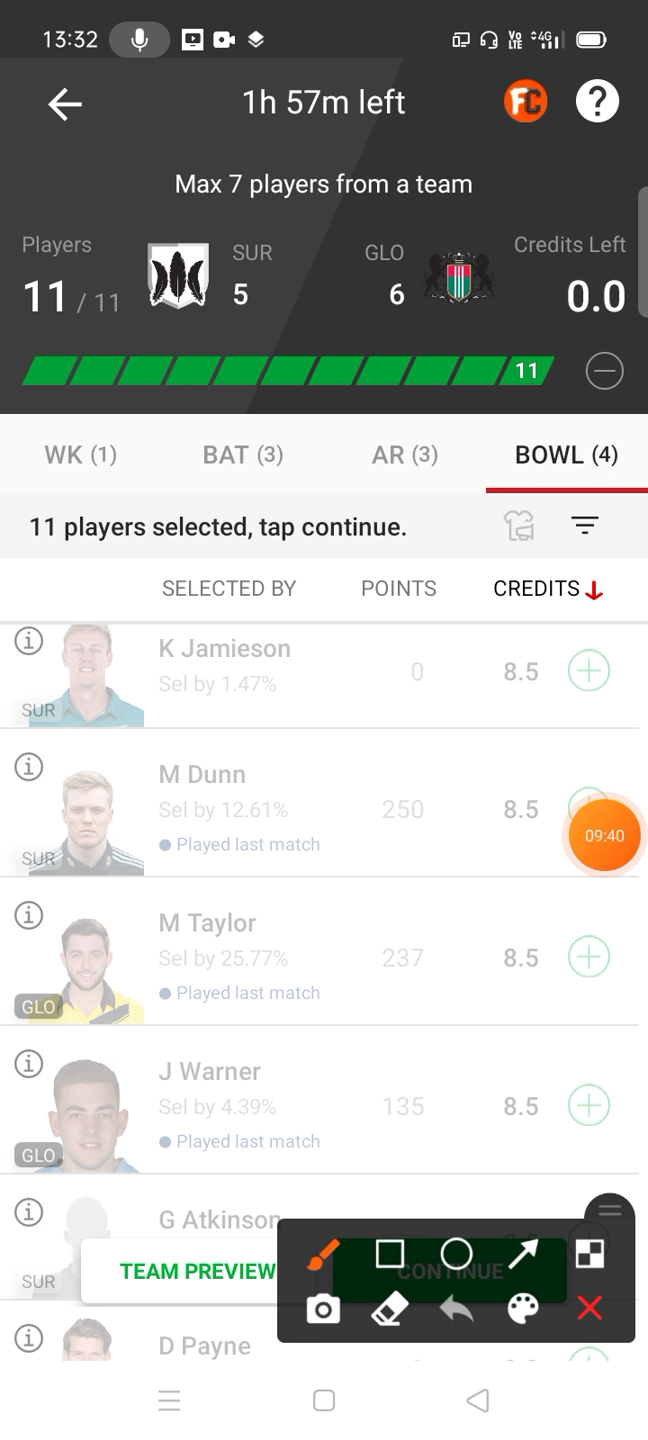 13:32
Vo LTE 4G
1h 57m left
FC
?
Max 7 players from a team
Players
SUR
GLO
Credits Left
11 / 11
5
6
0.0
11
WK (1)
BAT (3)
AR (3)
BOWL (4)
11 players selected, tap continue.
SELECTED BY
POINTS
CREDITS
K Jamieson
Sel by 1.47%
0
8.5
SUR
M Dunn
Sel by 12.61%
250
8.5
Played last match
SUR
09:40
M Taylor
Sel by 25.77%
237
8.5
Played last match
GLO
J Warner
Sel by 4.39%
135
8.5
Played last match
GLO
G Atkinson
SUR
TEAM PREVIEW
CONTINUE
D Payne